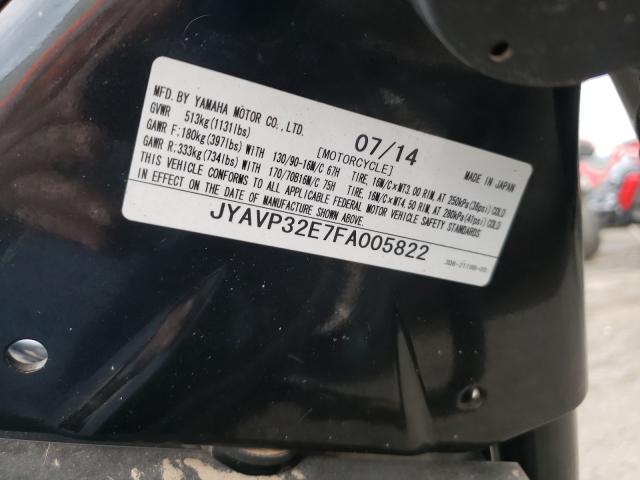 MFD. BY YAMAHA MOTOR CO., LTD.
07/14
MADE IN JAPAN
GVWR 513kg(1131lbs)
[MOTORCYCLE]
GAWR F:180kg(397lbs) WITH 130/90-16M/C 67H TIRE, 16M/C×MT3.00 RIM, AT 250kPa(36psi) COLD
GAWR R:333kg(734lbs) WITH 170/70B16M/C 75H TIRE, 16M/C×MT4.50 RIM, AT 280kPa(41psi) COLD
THIS VEHICLE CONFORMS TO ALL APPLICABLE FEDERAL MOTOR VEHICLE SAFETY STANDARDS
IN EFFECT ON THE DATE OF MANUFACTURE SHOWN ABOVE
JYAVP32E7FA005822